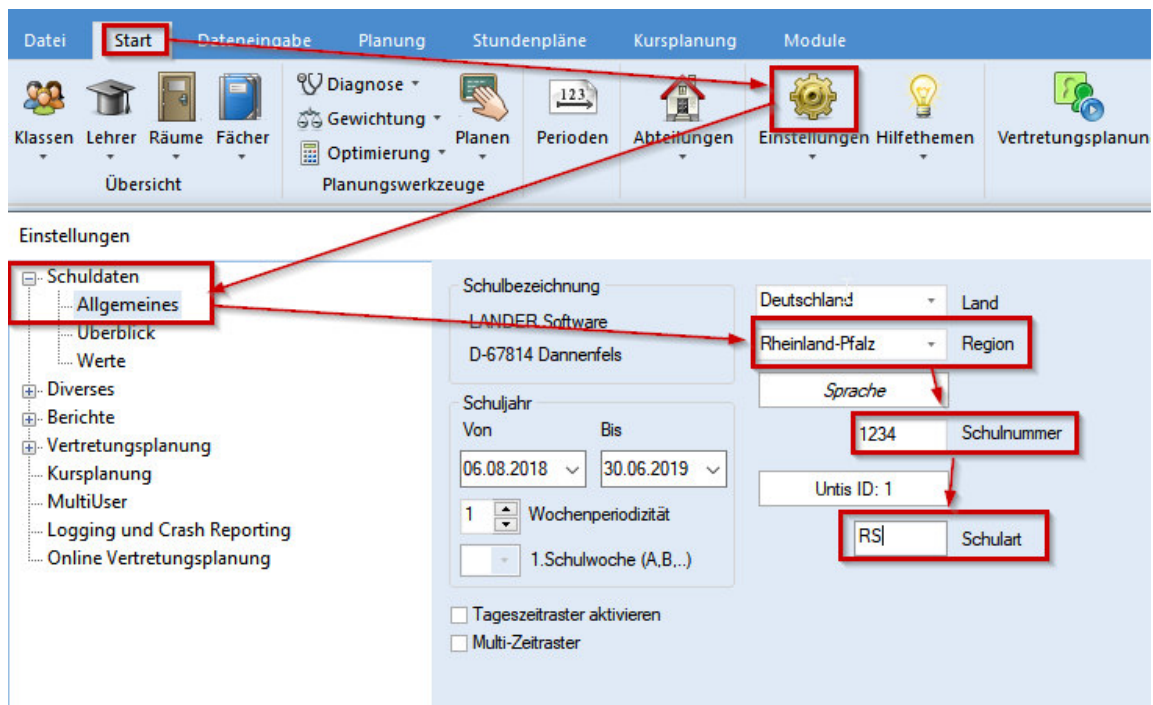 Datei Start Dateneingabe Planung Stundenpläne Kursplanung Module
Diagnose
Gewichtung
Optimierung
Klassen Lehrer Räume Fächer Planen Perioden Abteilungen Einstellungen Hilfethemen Vertretungsplanun
Übersicht Planungswerkzeuge
123
Einstellungen
Schuldaten
Allgemeines
Überblick
Werte
Diverses
Berichte
Vertretungsplanung
Kursplanung
MultiUser
Logging und Crash Reporting
Online Vertretungsplanung
Schulbezeichnung
LANDER Software
D-67814 Dannenfels
Schuljahr
Von Bis
06.08.2018 30.06.2019
1 Wochenperiodizität
1.Schulwoche (A,B,..)
Tageszeitraster aktivieren
Multi-Zeitraster
Deutschland Land
Rheinland-Pfalz Region
Sprache
1234 Schulnummer
Untis ID: 1
RS Schulart